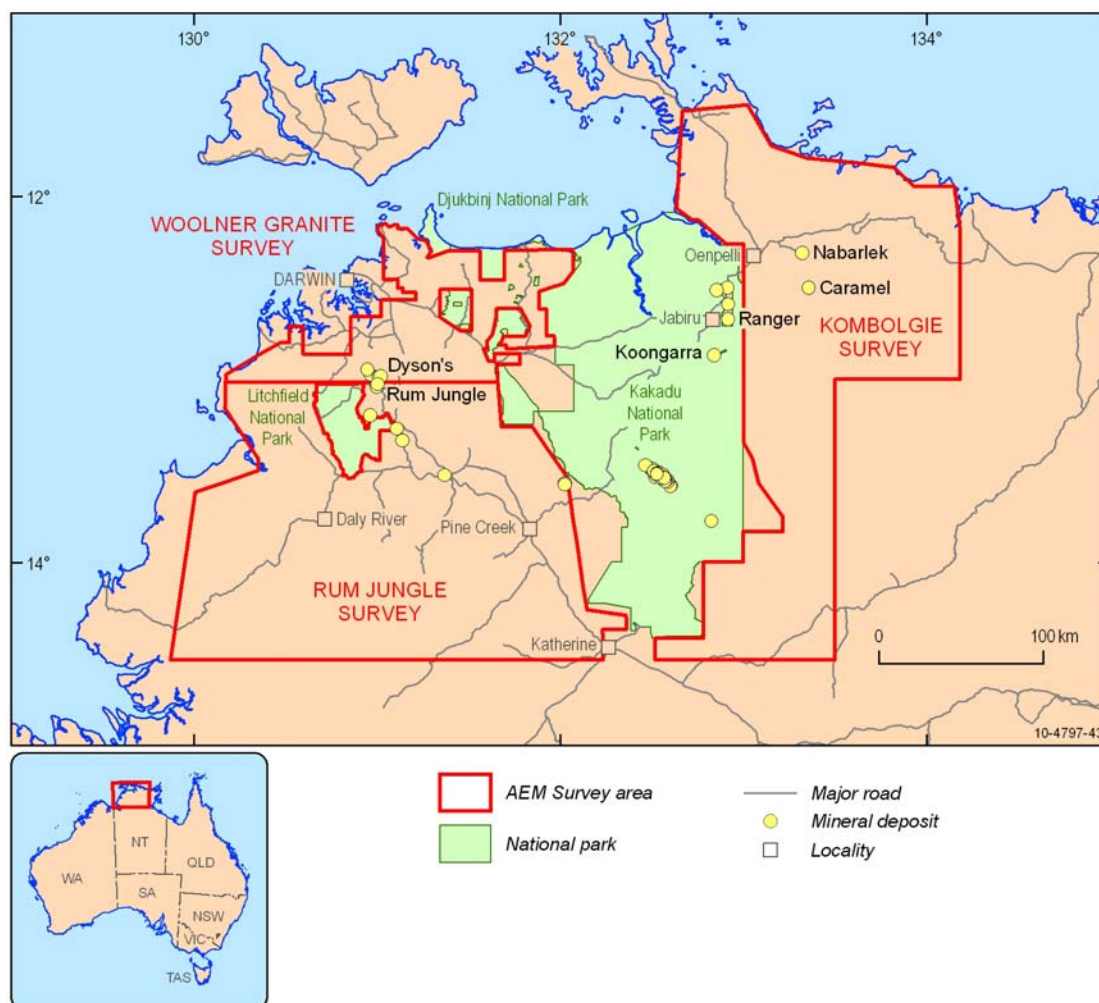 130°
132°
134°
12°
Djukbinj National Park
WOOLNER GRANITE
SURVEY
DARWIN
Oenpelli
Nabarlek
Caramel
Jabiru
Ranger
KOMBOLGIE
SURVEY
Koongarra
Dyson's
Rum Jungle
Litchfield
National
Park
Kakadu
National
Park
Daly River
Pine Creek
14°
RUM JUNGLE
SURVEY
Katherine
0
100 km
10-4797-43
NT
WA
QLD
SA
NSW
VIC
TAS
AEM Survey area
National park
Major road
Mineral deposit
Locality